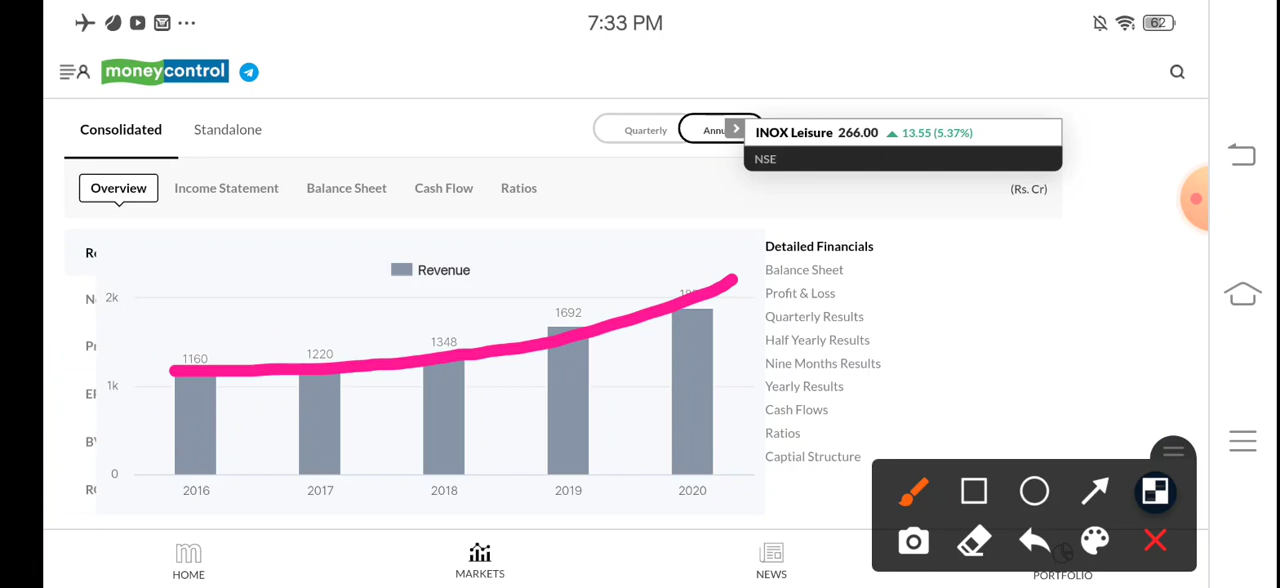 7:33 PM
62
moneycontrol
Consolidated Standalone
Quarterly
INOX Leisure 266.00 13.55 (5.37%)
NSE
Overview Income Statement Balance Sheet Cash Flow Ratios
(Rs. Cr)
Revenue
2k
1k
0
1160
1220
1348
1692
2016 2017 2018 2019 2020
Detailed Financials
Balance Sheet
Profit & Loss
Quarterly Results
Half Yearly Results
Nine Months Results
Yearly Results
Cash Flows
Ratios
Captial Structure
HOME MARKETS NEWS PORTFOLIO